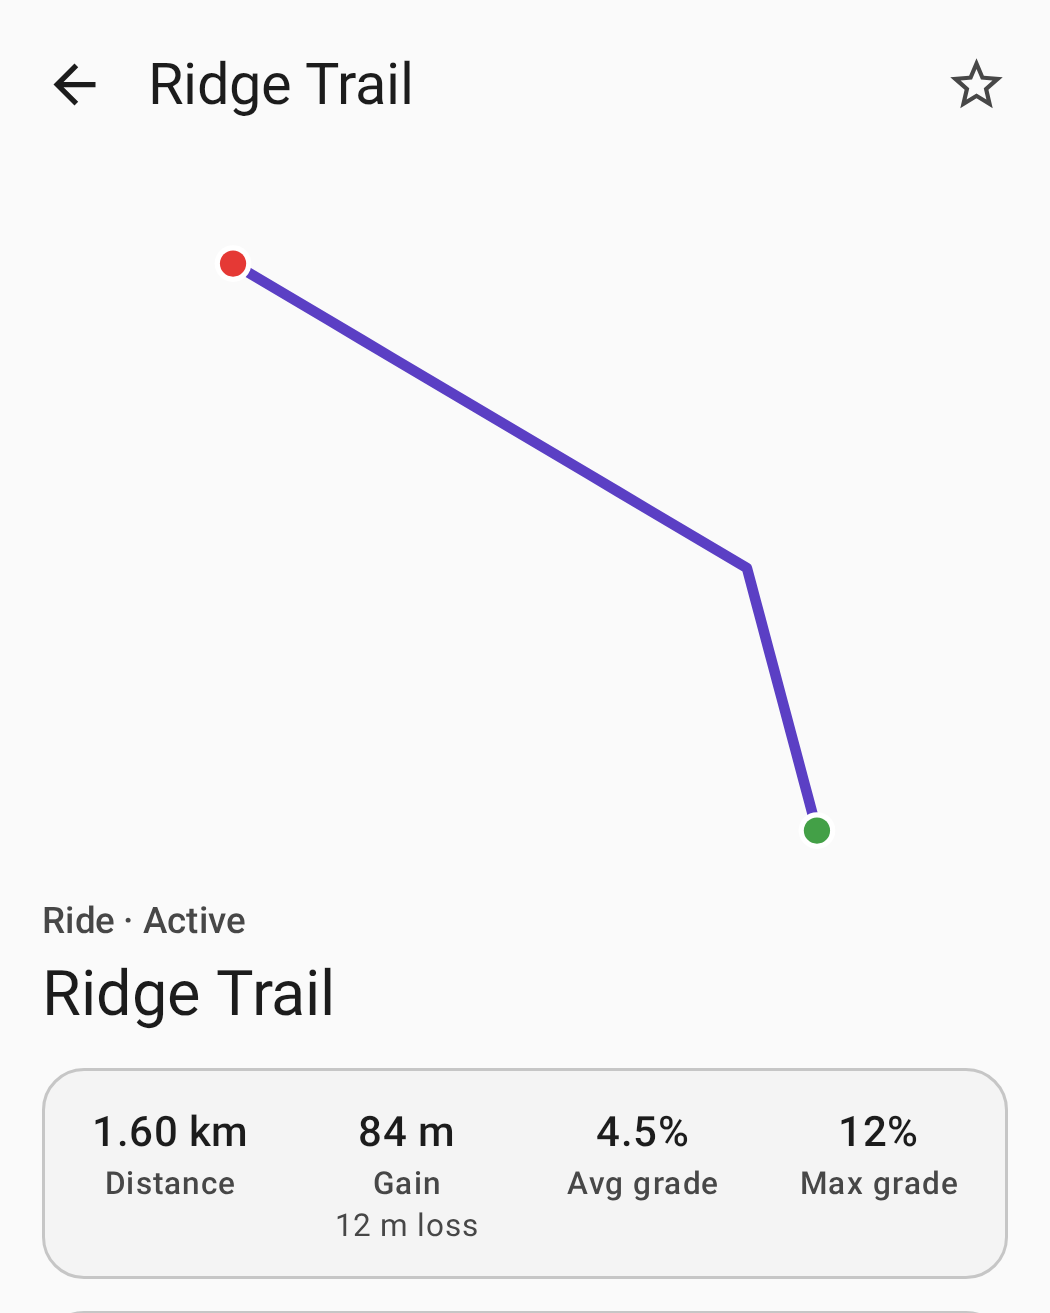 Ridge Trail
Ride · Active
Ridge Trail
1.60 km 84 m 4.5% 12%
Distance Gain Avg grade Max grade
12 m loss